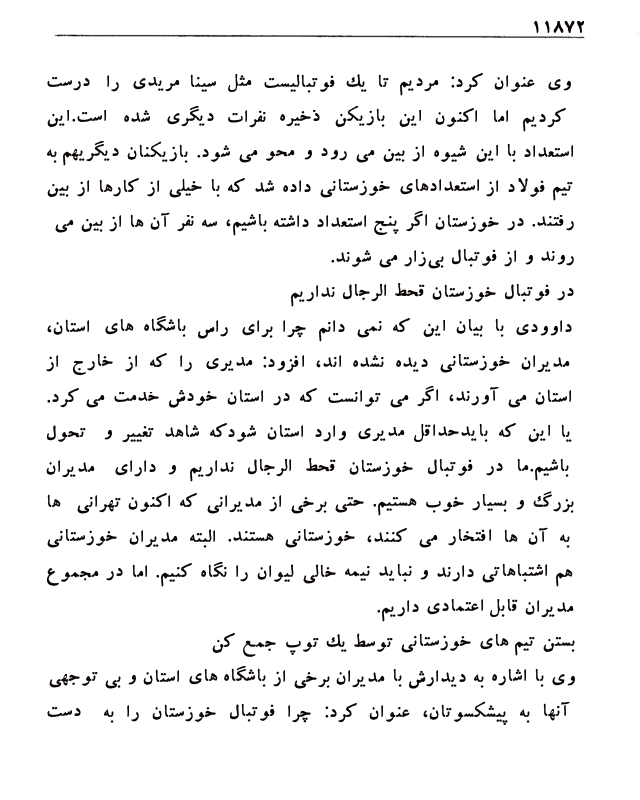 ۱۱۸۷۲
وی عنوان کرد: مردیم تا یك فوتبالیست مثل سینا مریدی را درست
کردیم اما اکنون این بازیکن ذخیره نفرات دیگری شده است.این
استعداد با این شیوه از بین می رود و محو می شود. بازیکنان دیگریهم به
تیم فولاد از استعدادهای خوزستانی داده شد که با خیلی از کارها از بین
رفتند. در خوزستان اگر پنج استعداد داشته باشیم، سه نفر آن ها از بین می
روند و از فوتبال بی‌زار می شوند.
در فوتبال خوزستان قحط الرجال نداریم
داوودی با بیان این که نمی دانم چرا برای راس باشگاه های استان،
مدیران خوزستانی دیده نشده اند، افزود: مدیری را که از خارج از
استان می آورند، اگر می توانست که در استان خودش خدمت می کرد.
یا این که بایدحداقل مدیری وارد استان شودکه شاهد تغییر و تحول
باشیم.ما در فوتبال خوزستان قحط الرجال نداریم و دارای مدیران
بزرگ و بسیار خوب هستیم. حتی برخی از مدیرانی که اکنون تهرانی ها
به آن ها افتخار می کنند، خوزستانی هستند. البته مدیران خوزستانی
هم اشتباهاتی دارند و نباید نیمه خالی لیوان را نگاه کنیم. اما در مجموع
مدیران قابل اعتمادی داریم.
بستن تیم های خوزستانی توسط یك توپ جمع کن
وی با اشاره به دیدارش با مدیران برخی از باشگاه های استان و بی توجهی
آنها به پیشکسوتان، عنوان کرد: چرا فوتبال خوزستان را به دست